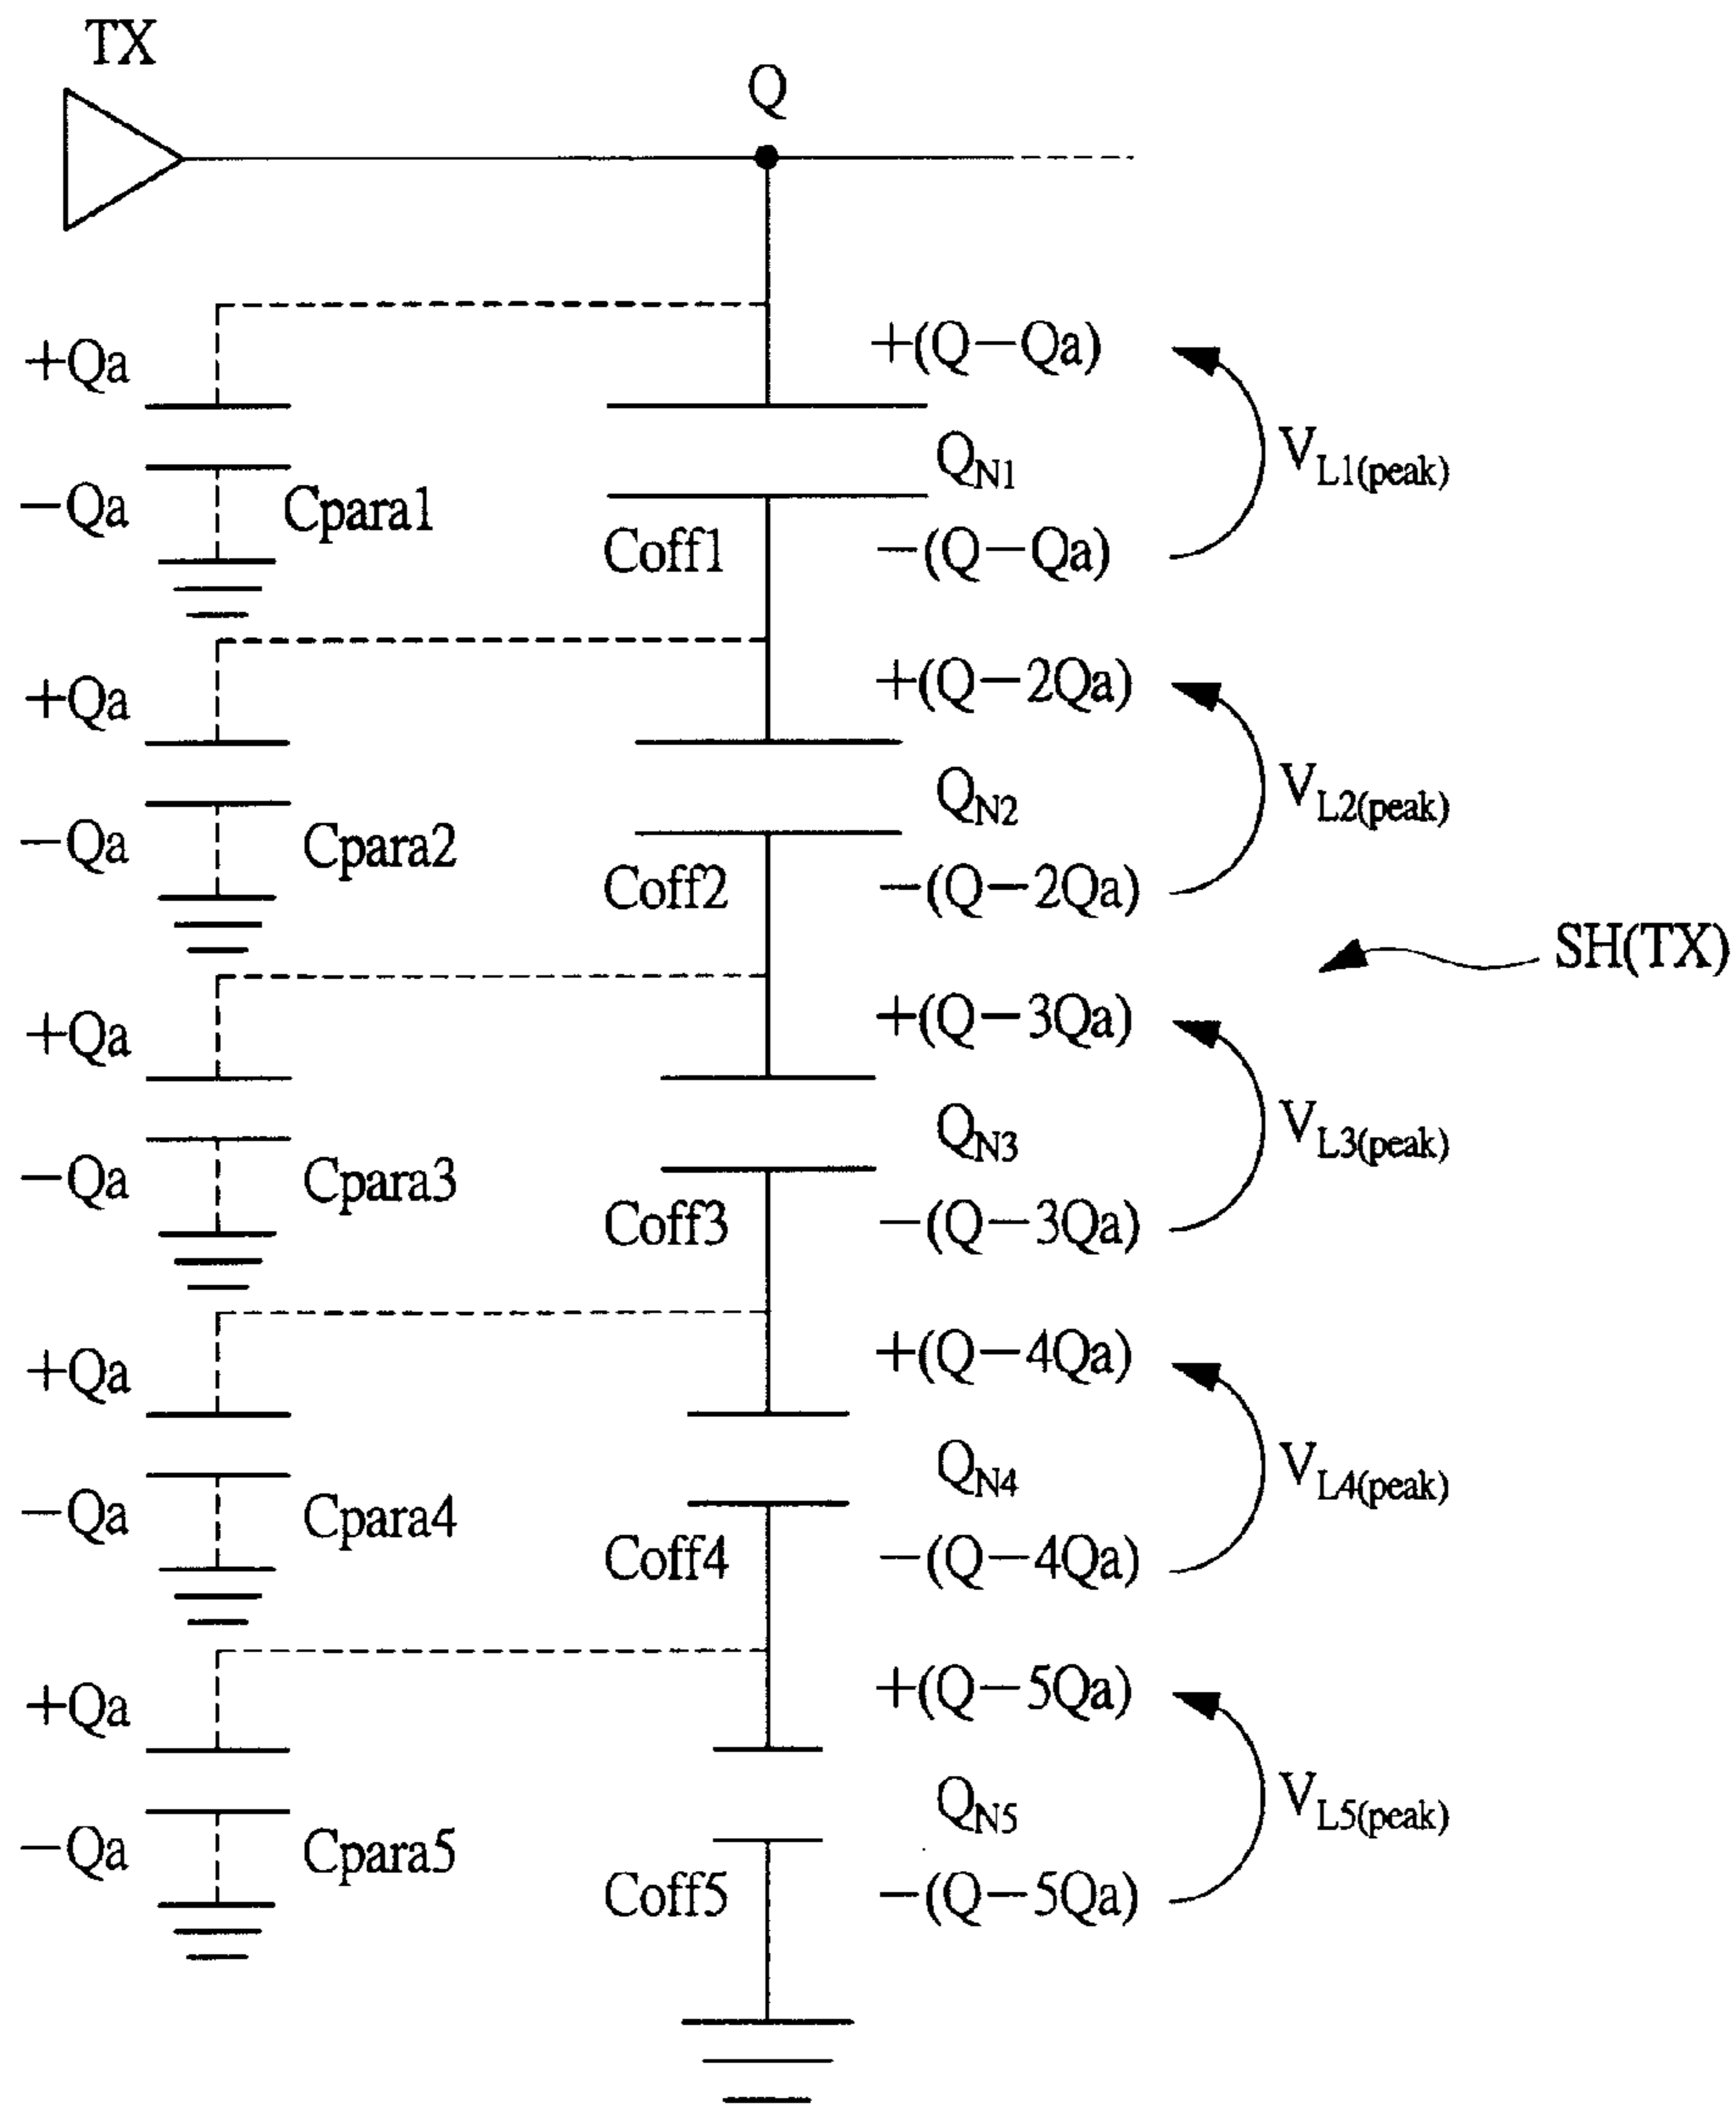 TX
Q
+Qa
-Qa
Cpara1
+(Q-Qa)
QN1
Coff1
-(Q-Qa)
VL1(peak)
+Qa
-Qa
Cpara2
+(Q-2Qa)
QN2
Coff2
-(Q-2Qa)
VL2(peak)
SH(TX)
+Qa
-Qa
Cpara3
+(Q-3Qa)
QN3
Coff3
-(Q-3Qa)
VL3(peak)
+Qa
-Qa
Cpara4
+(Q-4Qa)
QN4
Coff4
-(Q-4Qa)
VL4(peak)
+Qa
-Qa
Cpara5
+(Q-5Qa)
QN5
Coff5
-(Q-5Qa)
VL5(peak)